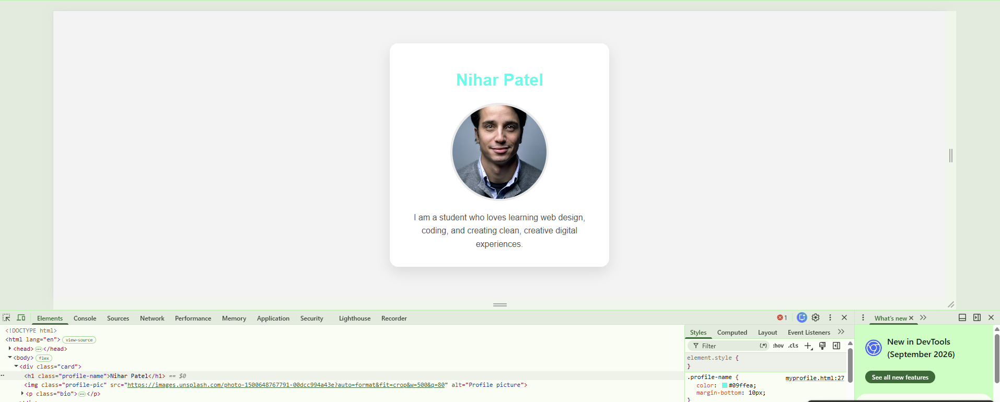 Nihar Patel
I am a student who loves learning web design,
coding, and creating clean, creative digital
experiences.
Elements Console Sources Network Performance Memory Application Security Lighthouse Recorder
1
What's new
<!DOCTYPE html>
<html lang="en"> view-source
<head> … </head>
<body> flex
<div class="card">
<h1 class="profile-name">Nihar Patel</h1> == $0
<img class="profile-pic" src="https://images.unsplash.com/photo-1500648767791-00dcc994a43e?auto=format&fit=crop&w=500&q=80" alt="Profile picture">
<p class="bio"> … </p>
Styles Computed Layout Event Listeners
Filter (.*) :hov .cls
element.style {
}
.profile-name { myprofile.html:27
color: #09ffea;
margin-bottom: 10px;
}
New in DevTools
(September 2026)
See all new features